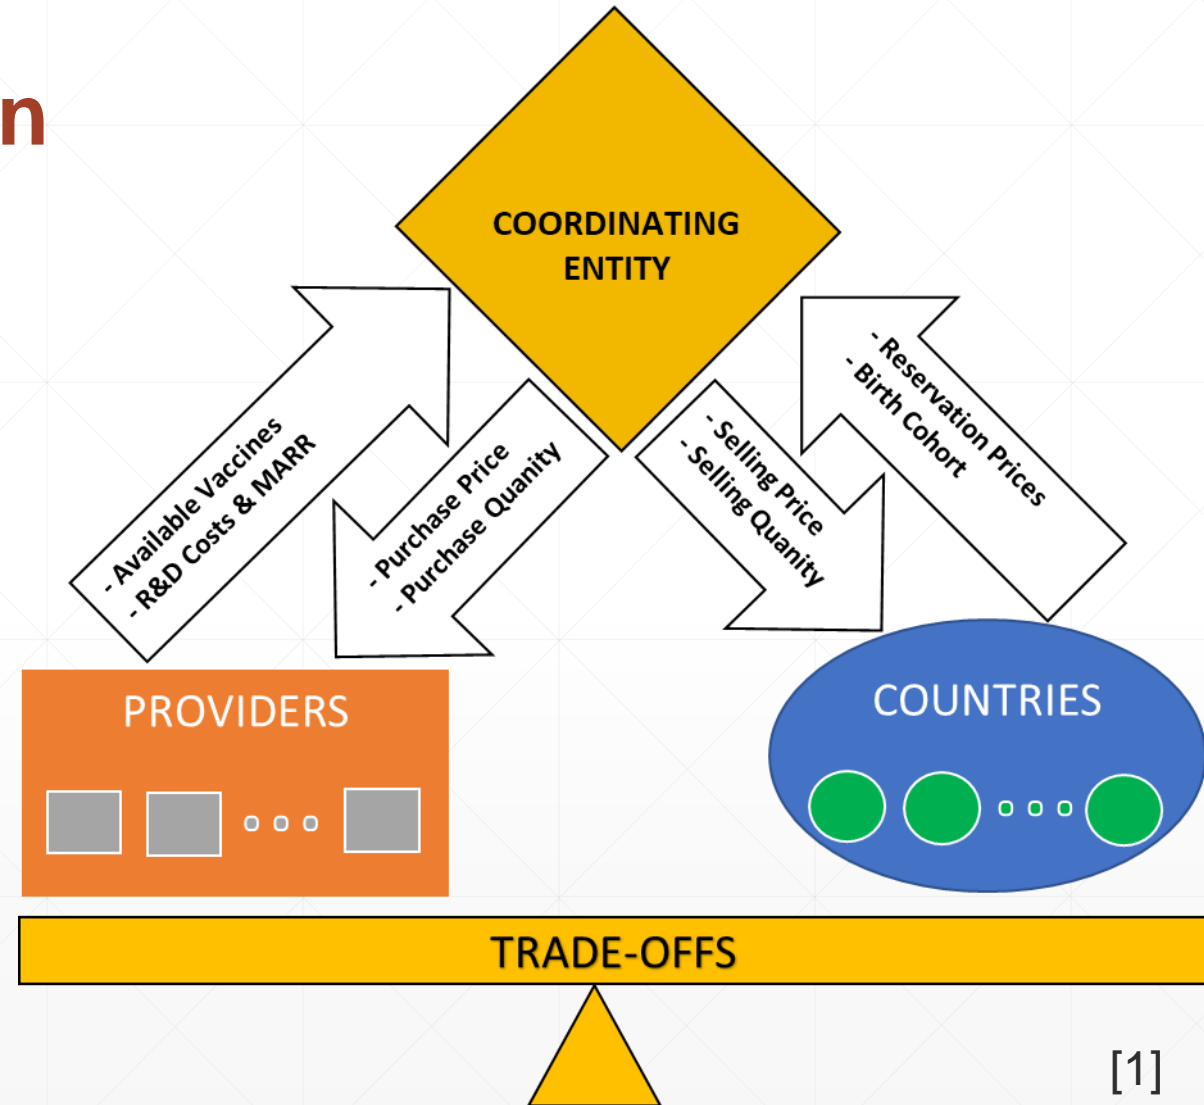 n
COORDINATING
ENTITY
- Available Vaccines
- R&D Costs & MARR
- Purchase Price
- Purchase Quanity
- Selling Price
- Selling Quanity
- Reservation Prices
- Birth Cohort
PROVIDERS
COUNTRIES
TRADE-OFFS
[1]